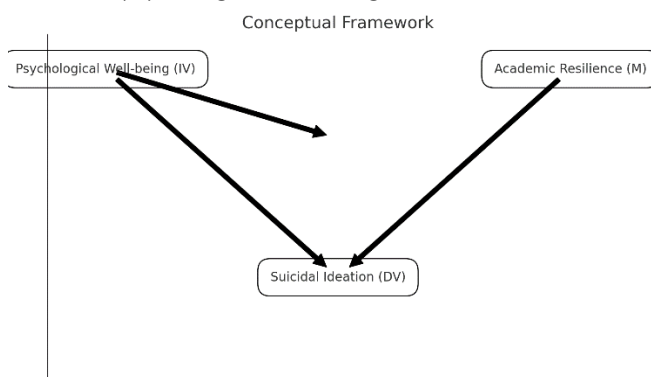 Conceptual Framework
Psychological Well-being (IV)
Academic Resilience (M)
Suicidal Ideation (DV)